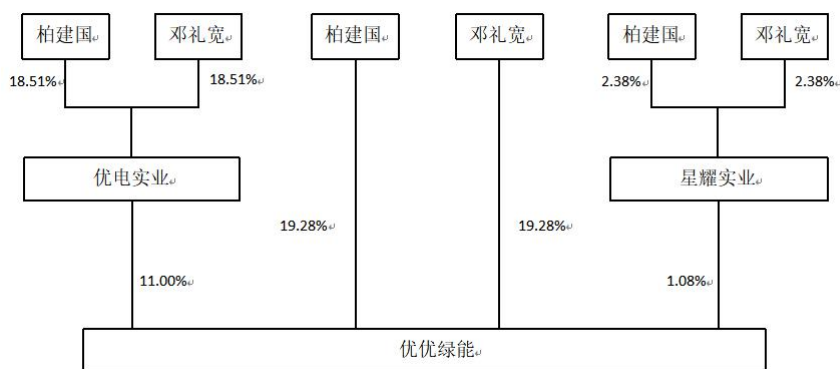 柏建国
邓礼宽
柏建国
邓礼宽
柏建国
邓礼宽
18.51%
18.51%
2.38%
2.38%
优电实业
星耀实业
19.28%
19.28%
11.00%
1.08%
优优绿能